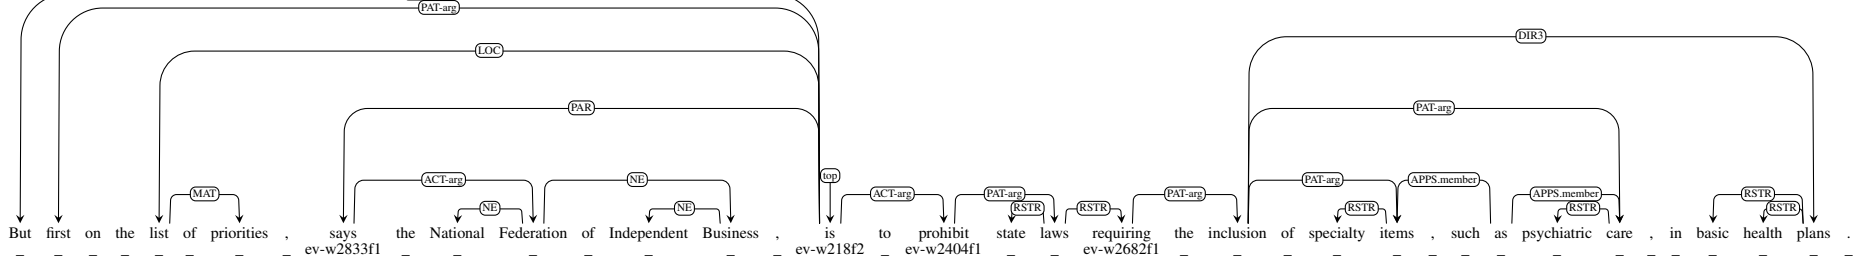 PAT-arg
DIR3
LOC
PAR PAT-arg
top
ACT-arg NE PAT-arg APPS.member
MAT ACT-arg PAT-arg PAT-arg APPS.member RSTR
NE NE RSTR RSTR RSTR RSTR RSTR
But first on the list of priorities , says the National Federation of Independent Business , is to prohibit state laws requiring the inclusion of specialty items , such as psychiatric care , in basic health plans .
_ _ _ _ _ _ _ _ ev-w2833f1 _ _ _ _ _ _ _ ev-w218f2 _ ev-w2404f1 _ _ ev-w2682f1 _ _ _ _ _ _ _ _ _ _ _ _ _ _ _ _